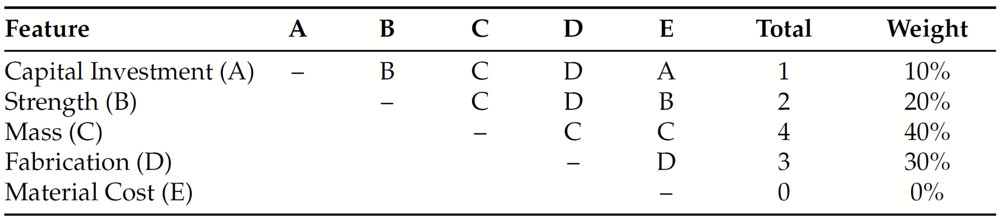 Feature A B C D E Total Weight
Capital Investment (A) – B C D A 1 10%
Strength (B) – C D B 2 20%
Mass (C) – C C 4 40%
Fabrication (D) – D 3 30%
Material Cost (E) – 0 0%